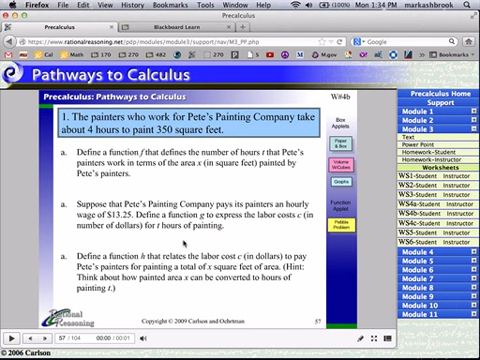 Firefox File Edit View History Bookmarks Tools Window Help
Mon 1:34 PM markashbrook
Precalculus
Precalculus
Blackboard Learn
www.rationalreasoning.net/pdp/modules/module3/support/nav/M3_PP.php
Pathways to Calculus
Precalculus: Pathways to Calculus
W#4b
1. The painters who work for Pete's Painting Company take
about 4 hours to paint 350 square feet.
a. Define a function f that defines the number of hours t that Pete's
painters work in terms of the area x (in square feet) painted by
Pete's painters.
a. Suppose that Pete's Painting Company pays its painters an hourly
wage of $13.25. Define a function g to express the labor costs c (in
number of dollars) for t hours of painting.
a. Define a function h that relates the labor cost c (in dollars) to pay
Pete's painters for painting a total of x square feet of area. (Hint:
Think about how painted area x can be converted to hours of
painting t.)
Box
Applets
Paper
& Box
Volume
W/Cubes
Graphs
Function
Applet
Pebble
Problem
Rational
Reasoning
Copyright © 2009 Carlson and Oehrtman
57
57 / 104
00:00 / 00:01
Precalculus Home
Support
Module 1
Module 2
Module 3
Text
Power Point
Homework-Student
Homework-Instructor
Worksheets
WS1-Student Instructor
WS2-Student Instructor
WS3-Student Instructor
WS4a-Student Instructor
WS4b-Student Instructor
WS5-Student Instructor
WS6-Student Instructor
Module 4
Module 5
Module 6
Module 7
Module 8
Module 9
Module 10
Module 11
© 2006 Carlson